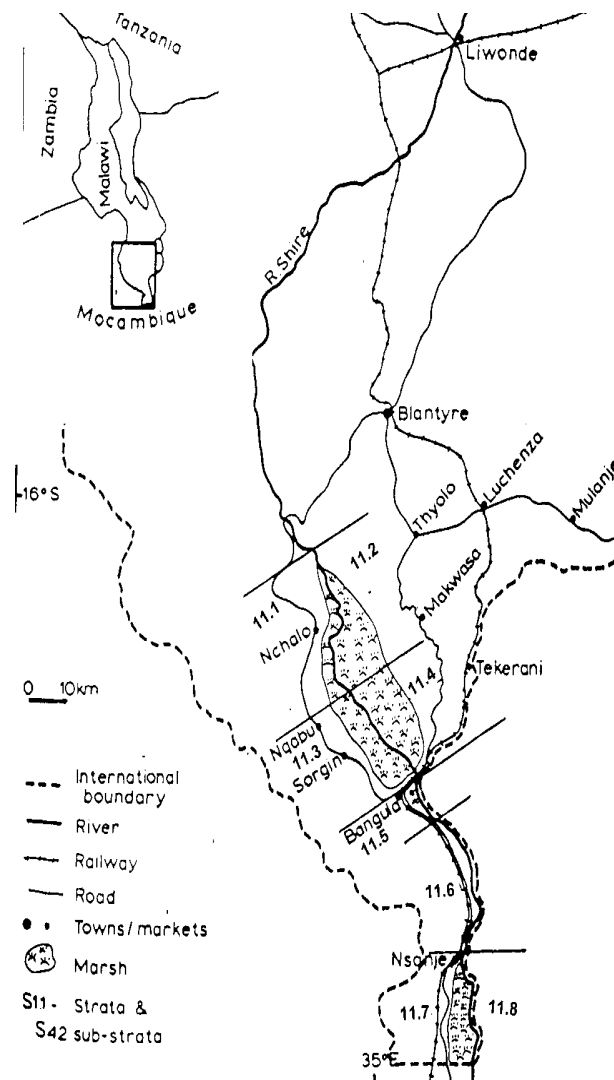 Tanzania
Zambia
Malawi
Mocambique
Liwonde
R.Shire
Blantyre
16°S
Luchenza
Thyolo
Mulanje
11.2
11.1
Makwasa
Nchalo
Tekerani
11.4
0 10km
Ngabu
11.3
Sorgin
Bangula
11.5
International
boundary
River
Railway
Road
Towns/markets
Marsh
S11 - Strata &
S42 sub-strata
11.6
Nsanje
11.7
11.8
35°E